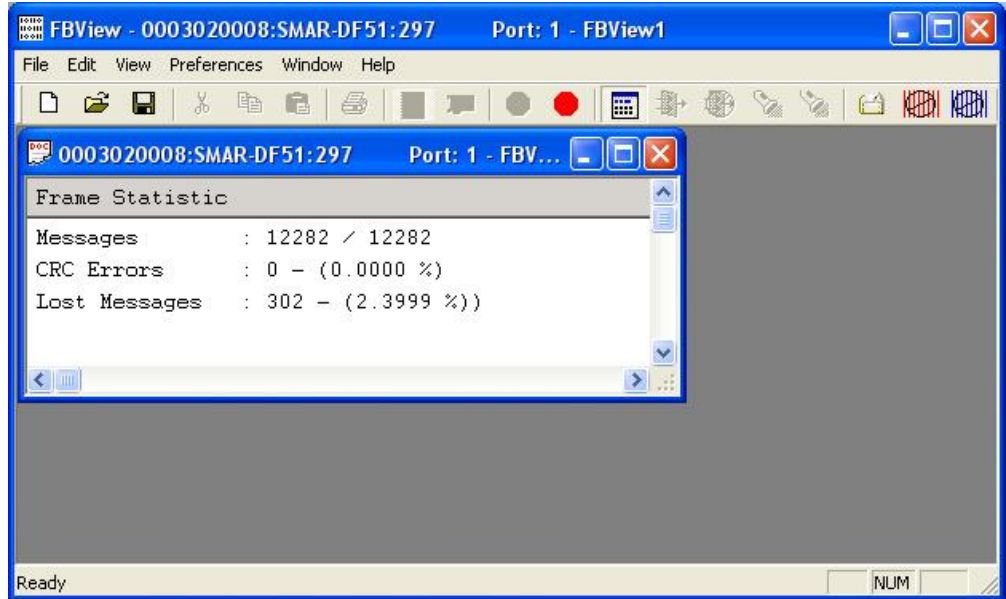 FBView - 0003020008:SMAR-DF51:297 Port: 1 - FBView1
File Edit View Preferences Window Help
0003020008:SMAR-DF51:297 Port: 1 - FBV...
Frame Statistic
Messages : 12282 / 12282
CRC Errors : 0 - (0.0000 %)
Lost Messages : 302 - (2.3999 %))
Ready NUM